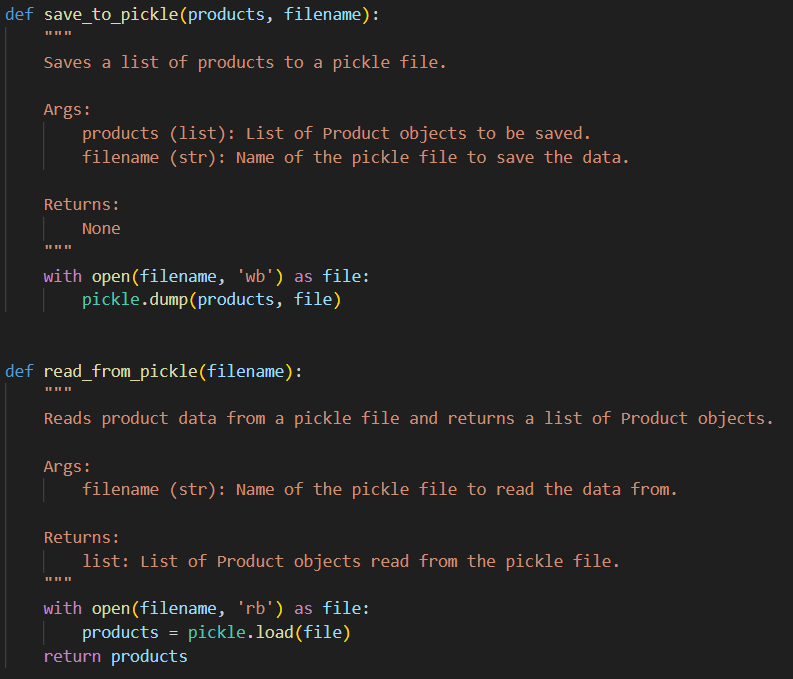 def save_to_pickle(products, filename):
    """
    Saves a list of products to a pickle file.

    Args:
        products (list): List of Product objects to be saved.
        filename (str): Name of the pickle file to save the data.

    Returns:
        None
    """
    with open(filename, 'wb') as file:
        pickle.dump(products, file)


def read_from_pickle(filename):
    """
    Reads product data from a pickle file and returns a list of Product objects.

    Args:
        filename (str): Name of the pickle file to read the data from.

    Returns:
        list: List of Product objects read from the pickle file.
    """
    with open(filename, 'rb') as file:
        products = pickle.load(file)
    return products